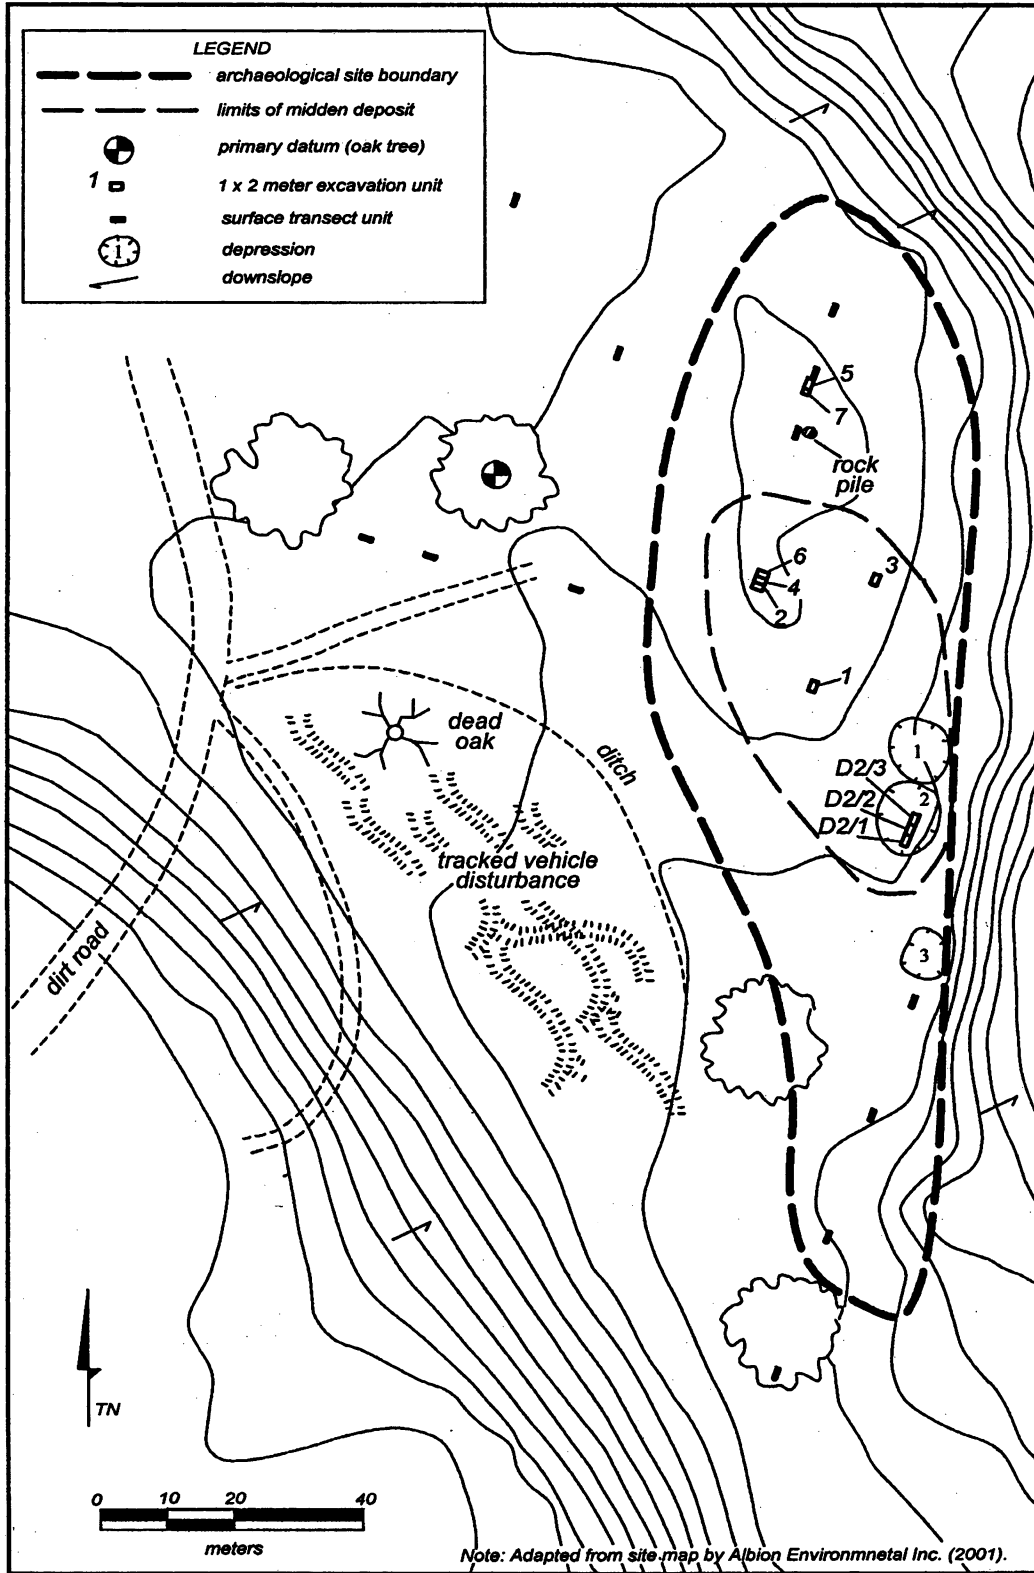 LEGEND
archaeological site boundary
limits of midden deposit
primary datum (oak tree)
1
1 x 2 meter excavation unit
surface transect unit
1
depression
downslope
5
7
rock
pile
6
4
2
3
1
dead
oak
ditch
1
D2/3
D2/2
D2/1
2
tracked vehicle
disturbance
dirt road
3
TN
0 10 20 40
meters
Note: Adapted from site map by Albion Environmnetal Inc. (2001).